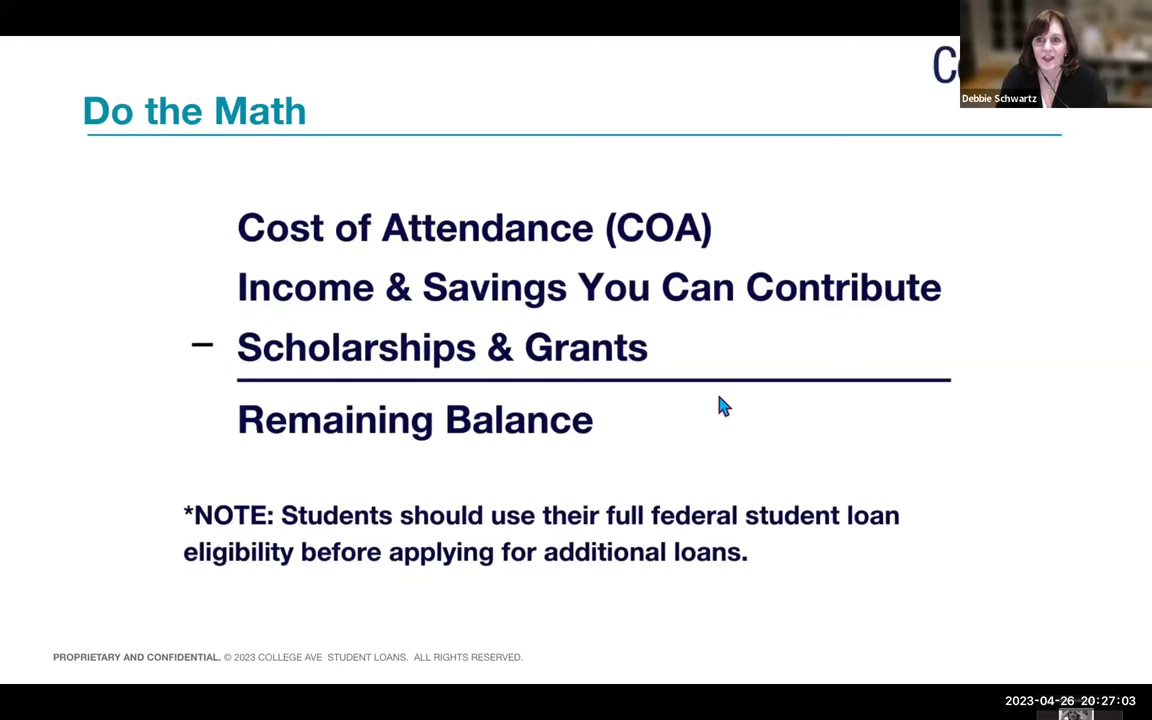 Do the Math
Debbie Schwartz
Cost of Attendance (COA)
Income & Savings You Can Contribute
– Scholarships & Grants
Remaining Balance
*NOTE: Students should use their full federal student loan
eligibility before applying for additional loans.
PROPRIETARY AND CONFIDENTIAL. © 2023 COLLEGE AVE STUDENT LOANS. ALL RIGHTS RESERVED.
2023-04-26 20:27:03